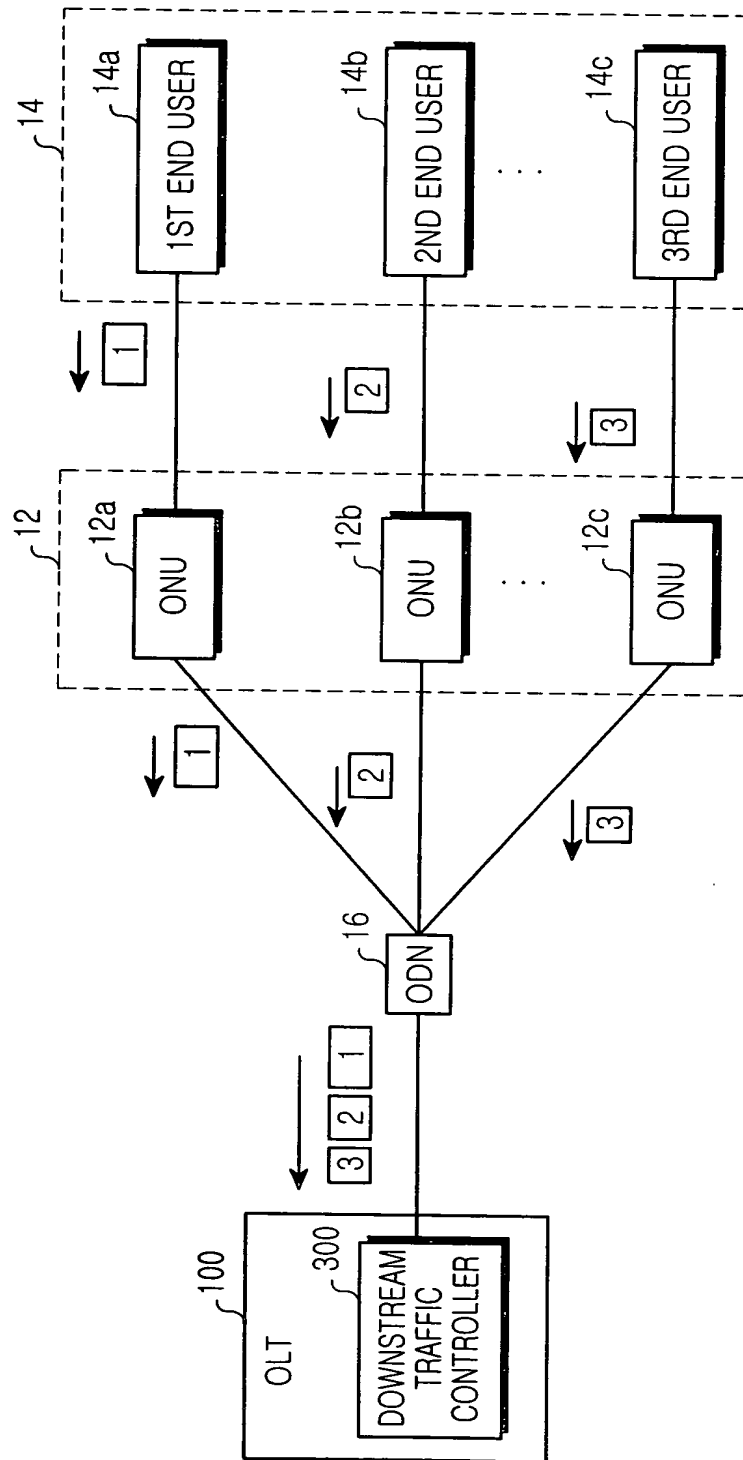 100
OLT
300
DOWNSTREAM
TRAFFIC
CONTROLLER
3
2
1
16
ODN
1
2
3
12
12a
ONU
12b
ONU
. . .
12c
ONU
1
2
3
14
14a
1ST END USER
14b
2ND END USER
. . .
14c
3RD END USER